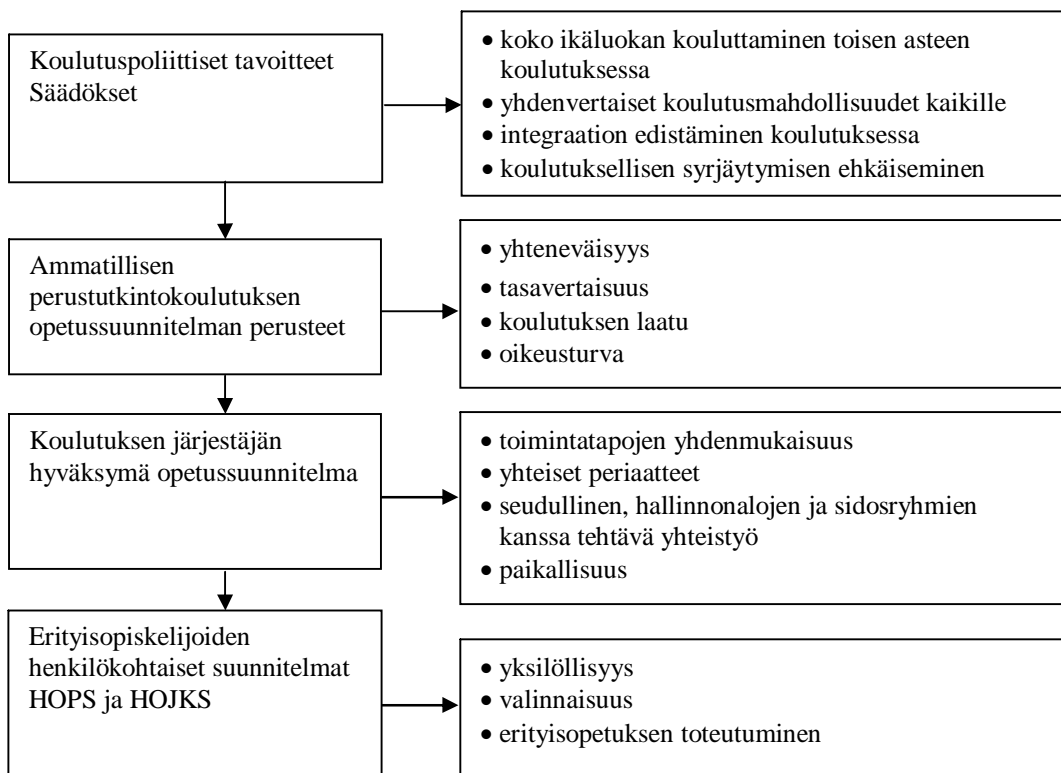 Koulutuspoliittiset tavoitteet
Säädökset
• koko ikäluokan kouluttaminen toisen asteen
koulutuksessa
• yhdenvertaiset koulutusmahdollisuudet kaikille
• integraation edistäminen koulutuksessa
• koulutuksellisen syrjäytymisen ehkäiseminen
Ammatillisen
perustutkintokoulutuksen
opetussuunnitelman perusteet
• yhteneväisyys
• tasavertaisuus
• koulutuksen laatu
• oikeusturva
Koulutuksen järjestäjän
hyväksymä opetussuunnitelma
• toimintatapojen yhdenmukaisuus
• yhteiset periaatteet
• seudullinen, hallinnonalojen ja sidosryhmien
kanssa tehtävä yhteistyö
• paikallisuus
Erityisopiskelijoiden
henkilökohtaiset suunnitelmat
HOPS ja HOJKS
• yksilöllisyys
• valinnaisuus
• erityisopetuksen toteutuminen